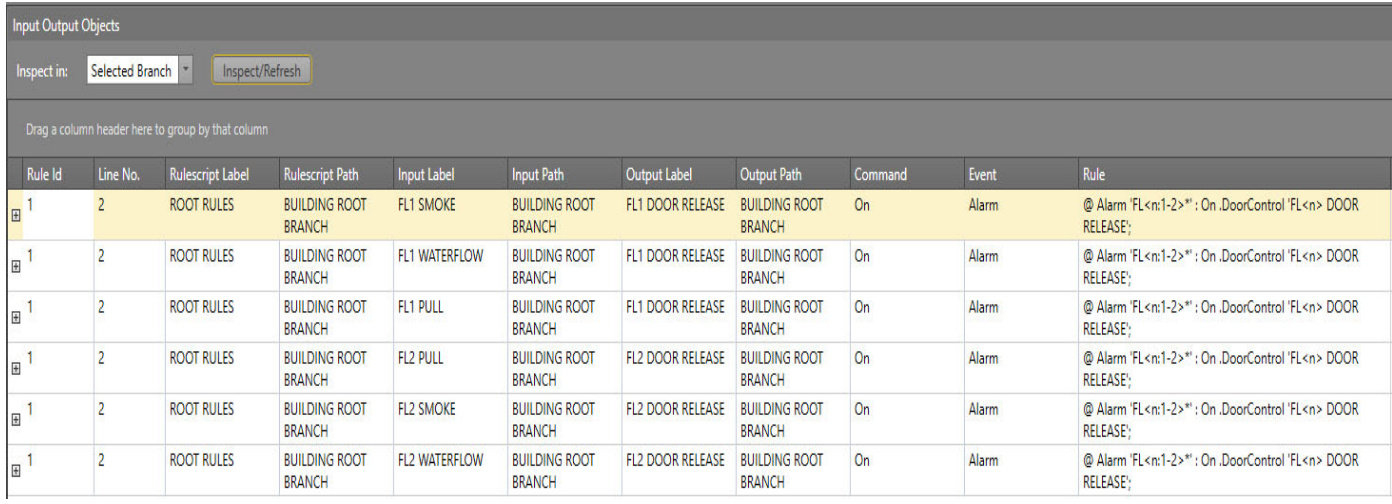 Input Output Objects
Inspect in: Selected Branch Inspect/Refresh
Drag a column header here to group by that column
Rule Id Line No. Rulescript Label Rulescript Path Input Label Input Path Output Label Output Path Command Event Rule
1 2 ROOT RULES BUILDING ROOT FL1 SMOKE BUILDING ROOT FL1 DOOR RELEASE BUILDING ROOT On Alarm @ Alarm 'FL<n:1-2>*' : On .DoorControl 'FL<n> DOOR
BRANCH BRANCH BRANCH RELEASE';
1 2 ROOT RULES BUILDING ROOT FL1 WATERFLOW BUILDING ROOT FL1 DOOR RELEASE BUILDING ROOT On Alarm @ Alarm 'FL<n:1-2>*' : On .DoorControl 'FL<n> DOOR
BRANCH BRANCH BRANCH RELEASE';
1 2 ROOT RULES BUILDING ROOT FL1 PULL BUILDING ROOT FL1 DOOR RELEASE BUILDING ROOT On Alarm @ Alarm 'FL<n:1-2>*' : On .DoorControl 'FL<n> DOOR
BRANCH BRANCH BRANCH RELEASE';
1 2 ROOT RULES BUILDING ROOT FL2 PULL BUILDING ROOT FL2 DOOR RELEASE BUILDING ROOT On Alarm @ Alarm 'FL<n:1-2>*' : On .DoorControl 'FL<n> DOOR
BRANCH BRANCH BRANCH RELEASE';
1 2 ROOT RULES BUILDING ROOT FL2 SMOKE BUILDING ROOT FL2 DOOR RELEASE BUILDING ROOT On Alarm @ Alarm 'FL<n:1-2>*' : On .DoorControl 'FL<n> DOOR
BRANCH BRANCH BRANCH RELEASE';
1 2 ROOT RULES BUILDING ROOT FL2 WATERFLOW BUILDING ROOT FL2 DOOR RELEASE BUILDING ROOT On Alarm @ Alarm 'FL<n:1-2>*' : On .DoorControl 'FL<n> DOOR
BRANCH BRANCH BRANCH RELEASE';